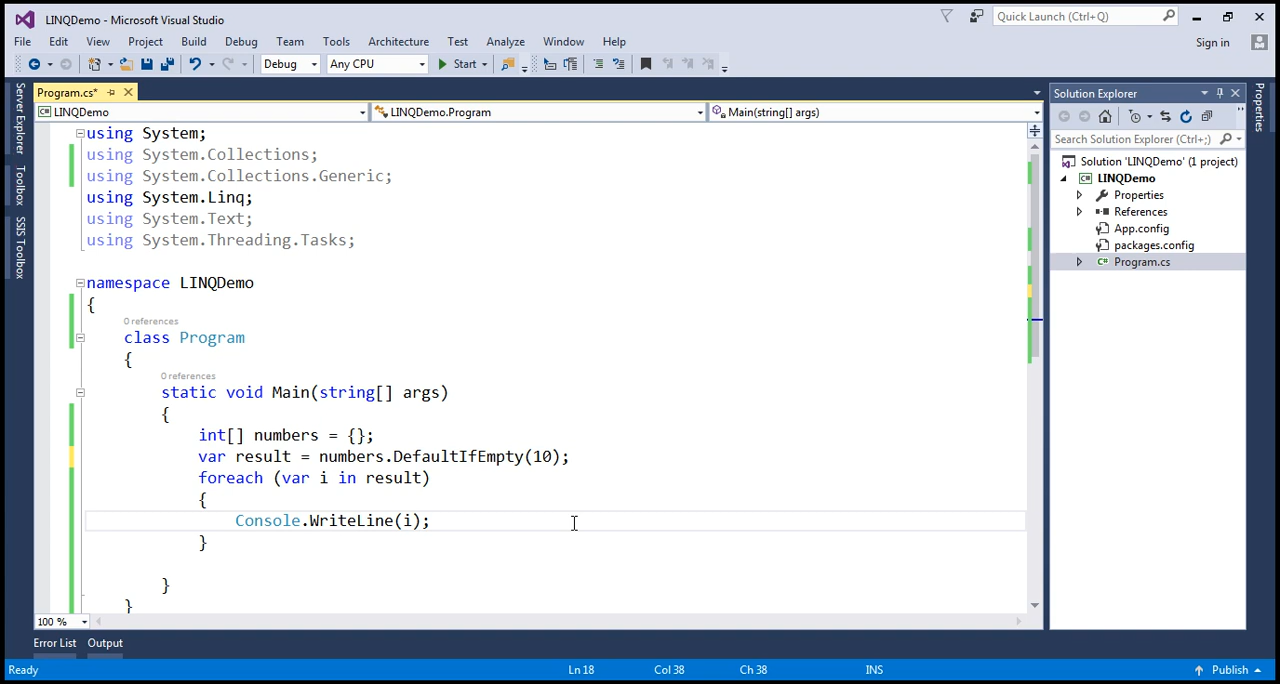 LINQDemo - Microsoft Visual Studio
Quick Launch (Ctrl+Q)
File Edit View Project Build Debug Team Tools Architecture Test Analyze Window Help
Sign in
Debug Any CPU Start
Program.cs*
LINQDemo LINQDemo.Program Main(string[] args)
Server Explorer
Toolbox
SSIS Toolbox
using System;
using System.Collections;
using System.Collections.Generic;
using System.Linq;
using System.Text;
using System.Threading.Tasks;
namespace LINQDemo
{
0 references
class Program
{
0 references
static void Main(string[] args)
{
int[] numbers = {};
var result = numbers.DefaultIfEmpty(10);
foreach (var i in result)
{
Console.WriteLine(i);
}
}
}
100 %
Solution Explorer
Search Solution Explorer (Ctrl+;)
Solution 'LINQDemo' (1 project)
C# LINQDemo
Properties
References
App.config
packages.config
C# Program.cs
Properties
Error List Output
Ready Ln 18 Col 38 Ch 38 INS Publish